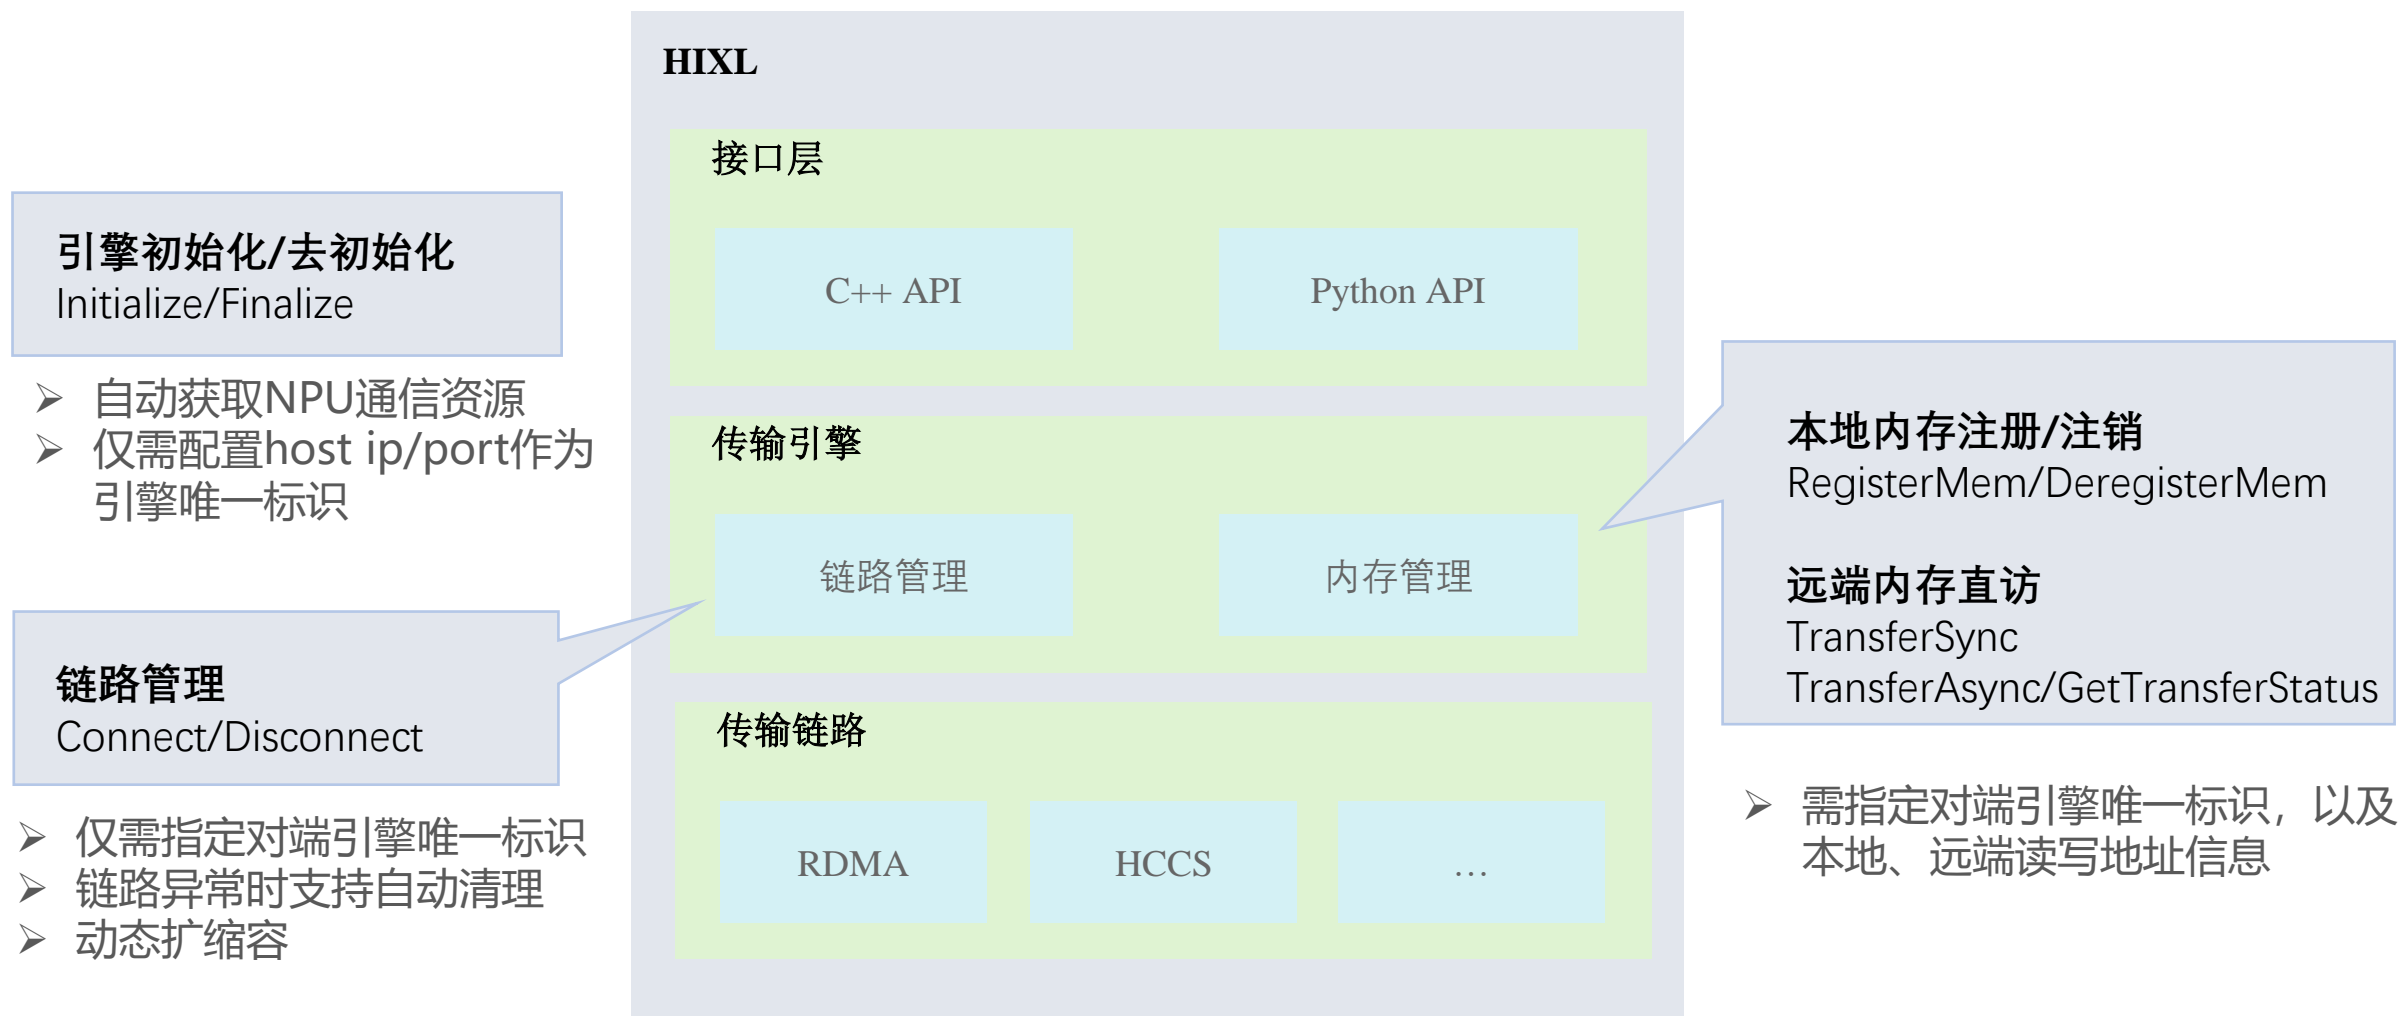 HIXL
接口层
C++ API
Python API
传输引擎
链路管理
内存管理
传输链路
RDMA
HCCS
…
引擎初始化/去初始化
Initialize/Finalize
➢ 自动获取NPU通信资源
➢ 仅需配置host ip/port作为
引擎唯一标识
链路管理
Connect/Disconnect
➢ 仅需指定对端引擎唯一标识
➢ 链路异常时支持自动清理
➢ 动态扩缩容
本地内存注册/注销
RegisterMem/DeregisterMem
远端内存直访
TransferSync
TransferAsync/GetTransferStatus
➢ 需指定对端引擎唯一标识，以及
本地、远端读写地址信息